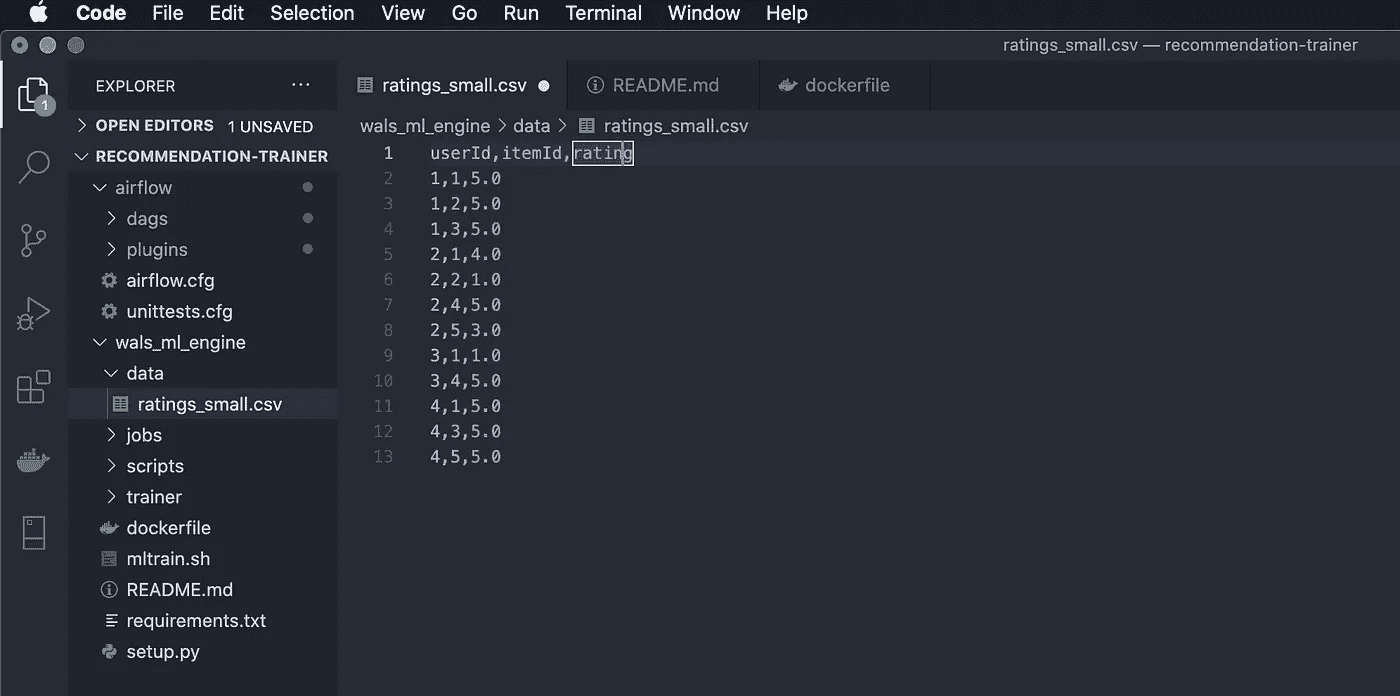 Code File Edit Selection View Go Run Terminal Window Help
ratings_small.csv — recommendation-trainer
1
EXPLORER ...
OPEN EDITORS 1 UNSAVED
RECOMMENDATION-TRAINER
airflow
dags
plugins
airflow.cfg
unittests.cfg
wals_ml_engine
data
ratings_small.csv
jobs
scripts
trainer
dockerfile
mltrain.sh
README.md
requirements.txt
setup.py
ratings_small.csv README.md dockerfile
wals_ml_engine > data > ratings_small.csv
1 userId,itemId,rating
2 1,1,5.0
3 1,2,5.0
4 1,3,5.0
5 2,1,4.0
6 2,2,1.0
7 2,4,5.0
8 2,5,3.0
9 3,1,1.0
10 3,4,5.0
11 4,1,5.0
12 4,3,5.0
13 4,5,5.0